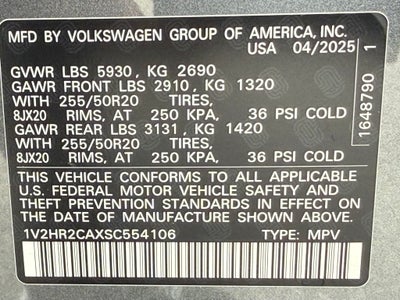 MFD BY VOLKSWAGEN GROUP OF AMERICA, INC.
USA 04/2025
GVWR LBS 5930, KG 2690
GAWR FRONT LBS 2910, KG 1320
WITH 255/50R20 TIRES,
8JX20 RIMS, AT 250 KPA, 36 PSI COLD
GAWR REAR LBS 3131, KG 1420
WITH 255/50R20 TIRES,
8JX20 RIMS, AT 250 KPA, 36 PSI COLD
THIS VEHICLE CONFORMS TO ALL APPLICABLE
U.S. FEDERAL MOTOR VEHICLE SAFETY AND
THEFT PREVENTION STANDARDS IN EFFECT ON THE
DATE OF MANUFACTURE SHOWN ABOVE.
1V2HR2CAXSC554106 TYPE: MPV
1648790 1